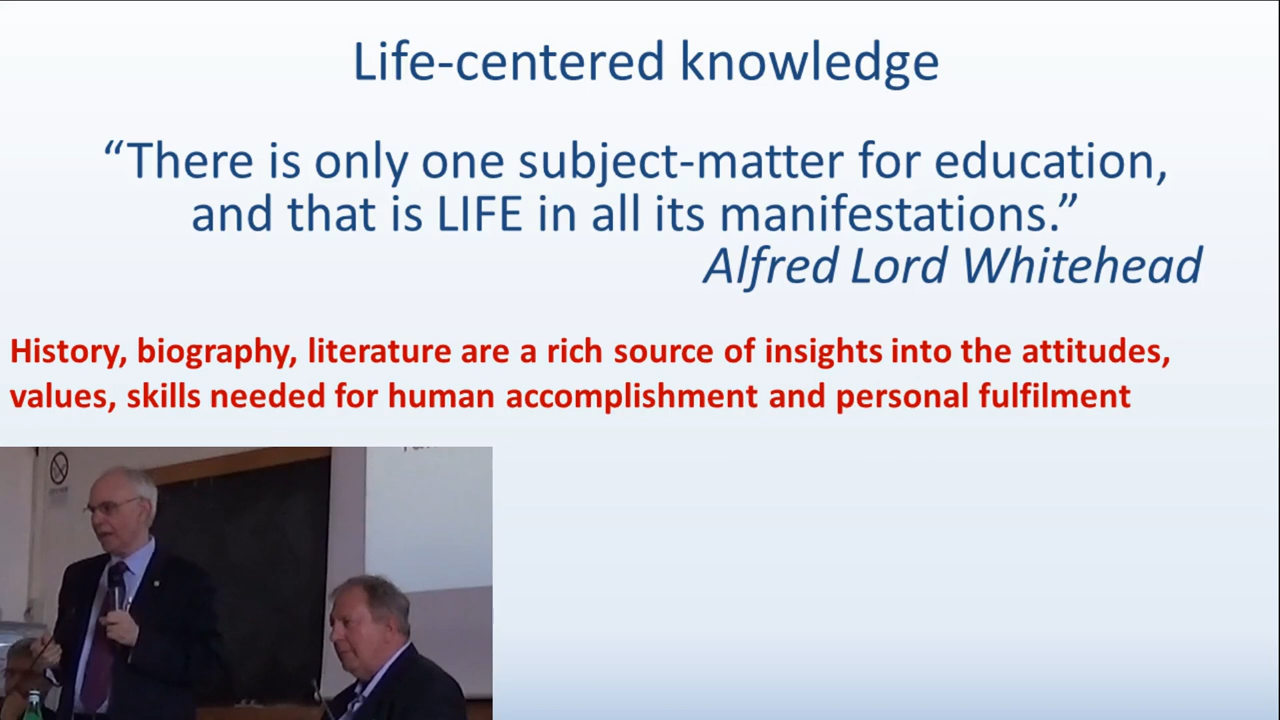 Life-centered knowledge
“There is only one subject-matter for education,
and that is LIFE in all its manifestations.”
Alfred Lord Whitehead
History, biography, literature are a rich source of insights into the attitudes,
values, skills needed for human accomplishment and personal fulfilment